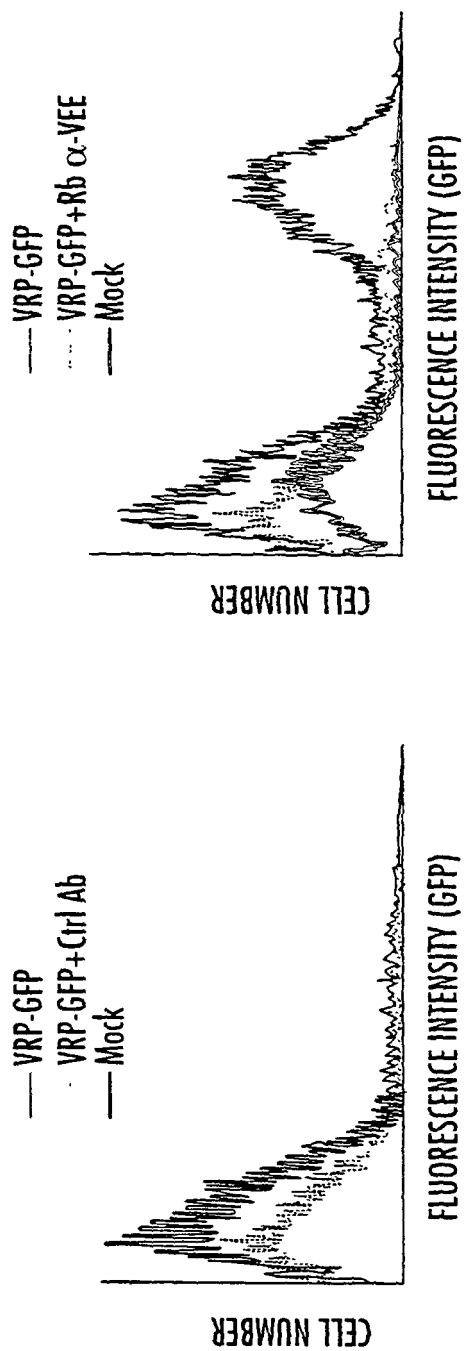 VRP-GFP
VRP-GFP+Ctrl Ab
Mock
CELL NUMBER
FLUORESCENCE INTENSITY (GFP)
VRP-GFP
VRP-GFP+Rb α-VEE
Mock
CELL NUMBER
FLUORESCENCE INTENSITY (GFP)